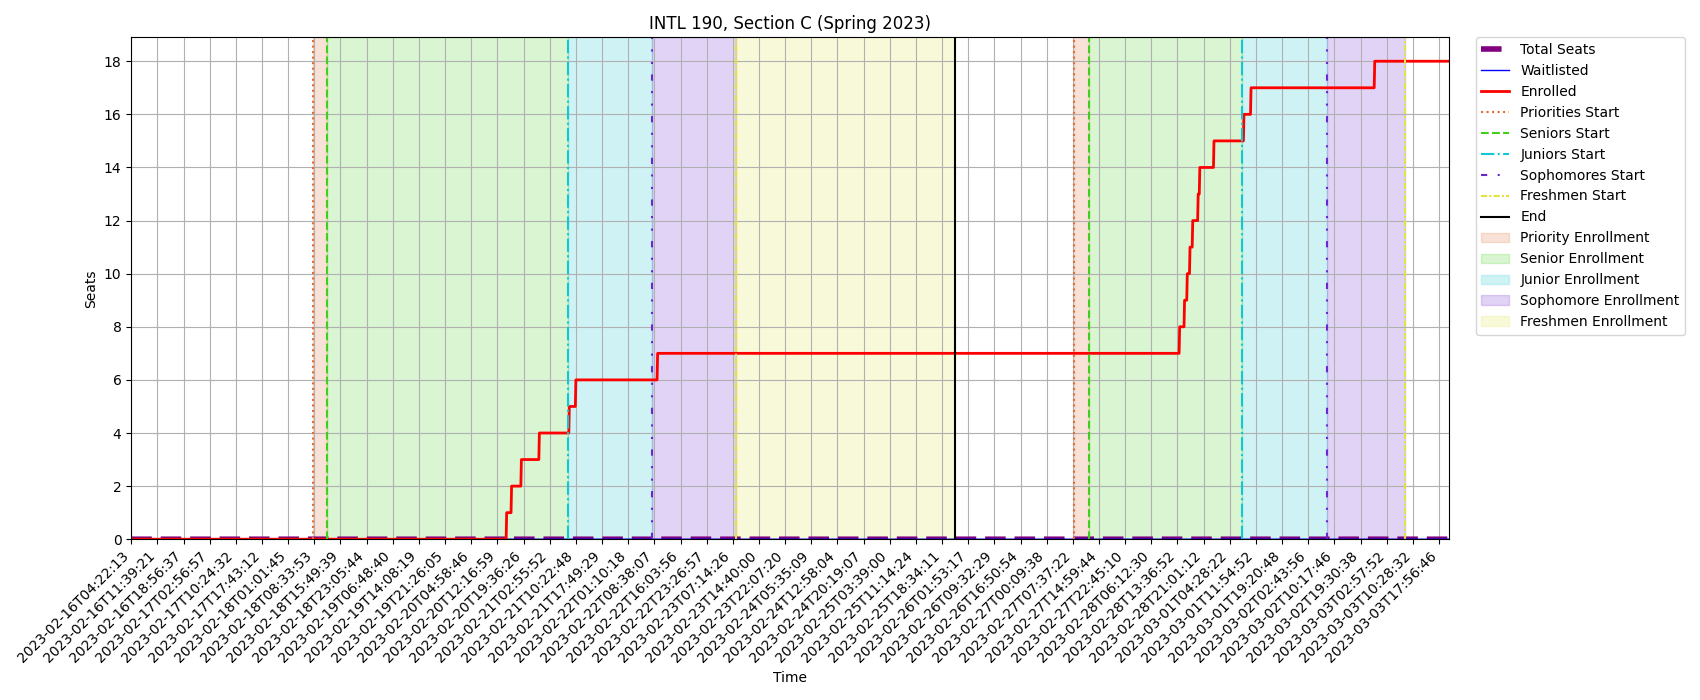 INTL 190, Section C (Spring 2023)
Seats
18
16
14
12
10
8
6
4
2
0
2023-02-16T04:22:13
2023-02-16T11:39:21
2023-02-16T18:56:37
2023-02-17T02:56:57
2023-02-17T10:24:32
2023-02-17T17:43:12
2023-02-18T01:01:45
2023-02-18T08:33:53
2023-02-18T15:49:39
2023-02-18T23:05:44
2023-02-19T06:48:40
2023-02-19T14:08:19
2023-02-19T21:26:05
2023-02-20T04:58:46
2023-02-20T12:16:59
2023-02-20T19:36:26
2023-02-21T02:55:52
2023-02-21T10:22:48
2023-02-21T17:49:29
2023-02-22T01:10:18
2023-02-22T08:38:07
2023-02-22T16:03:56
2023-02-22T23:26:57
2023-02-23T07:14:26
2023-02-23T14:40:00
2023-02-23T22:07:20
2023-02-24T05:35:09
2023-02-24T12:58:04
2023-02-24T20:19:07
2023-02-25T03:39:00
2023-02-25T11:14:24
2023-02-25T18:34:11
2023-02-26T01:53:17
2023-02-26T09:32:29
2023-02-26T16:50:54
2023-02-27T00:09:38
2023-02-27T07:37:22
2023-02-27T14:59:44
2023-02-27T22:45:10
2023-02-28T06:12:30
2023-02-28T13:36:52
2023-02-28T21:01:12
2023-03-01T04:28:22
2023-03-01T11:54:52
2023-03-01T19:20:48
2023-03-02T02:43:56
2023-03-02T10:17:46
2023-03-02T19:30:38
2023-03-03T02:57:52
2023-03-03T10:28:32
2023-03-03T17:56:46
Time
Total Seats
Waitlisted
Enrolled
Priorities Start
Seniors Start
Juniors Start
Sophomores Start
Freshmen Start
End
Priority Enrollment
Senior Enrollment
Junior Enrollment
Sophomore Enrollment
Freshmen Enrollment